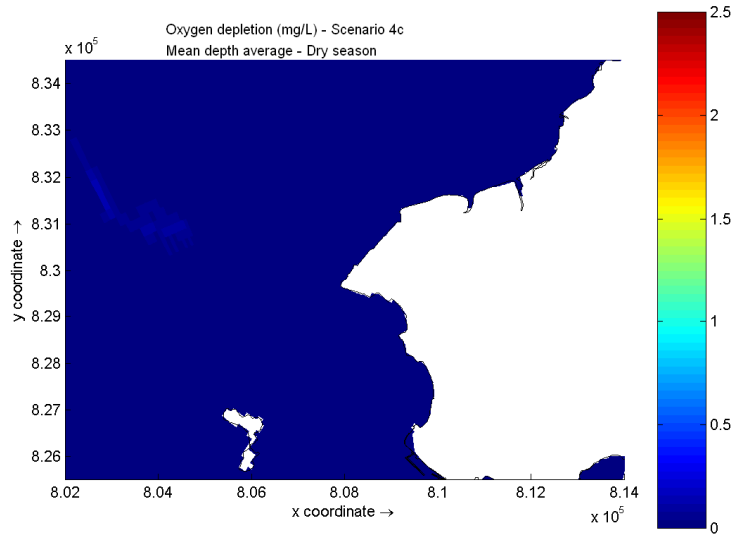 Oxygen depletion (mg/L) - Scenario 4c
Mean depth average - Dry season
x 10^5
8.34
8.33
8.32
8.31
8.3
8.29
8.28
8.27
8.26
y coordinate →
8.02 8.04 8.06 8.08 8.1 8.12 8.14
x coordinate →
x 10^5
2.5
2
1.5
1
0.5
0